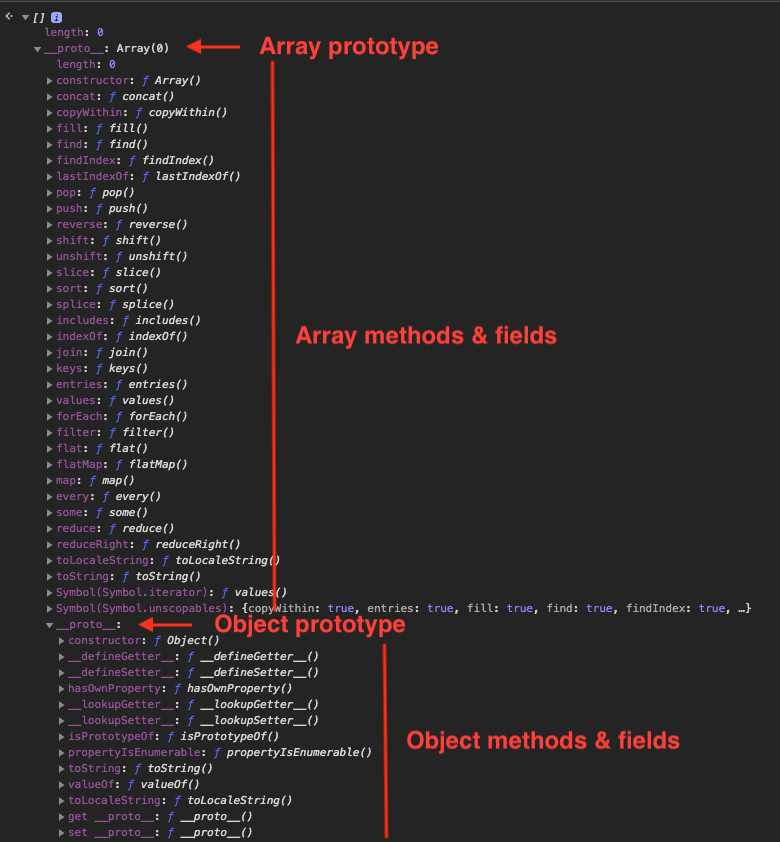 [] i
length: 0
__proto__: Array(0) Array prototype
length: 0
constructor: ƒ Array()
concat: ƒ concat()
copyWithin: ƒ copyWithin()
fill: ƒ fill()
find: ƒ find()
findIndex: ƒ findIndex()
lastIndexOf: ƒ lastIndexOf()
pop: ƒ pop()
push: ƒ push()
reverse: ƒ reverse()
shift: ƒ shift()
unshift: ƒ unshift()
slice: ƒ slice()
sort: ƒ sort()
splice: ƒ splice()
includes: ƒ includes()
indexOf: ƒ indexOf() Array methods & fields
join: ƒ join()
keys: ƒ keys()
entries: ƒ entries()
values: ƒ values()
forEach: ƒ forEach()
filter: ƒ filter()
flat: ƒ flat()
flatMap: ƒ flatMap()
map: ƒ map()
every: ƒ every()
some: ƒ some()
reduce: ƒ reduce()
reduceRight: ƒ reduceRight()
toLocaleString: ƒ toLocaleString()
toString: ƒ toString()
Symbol(Symbol.iterator): ƒ values()
Symbol(Symbol.unscopables): {copyWithin: true, entries: true, fill: true, find: true, findIndex: true, …}
__proto__: Object prototype
constructor: ƒ Object()
__defineGetter__: ƒ __defineGetter__()
__defineSetter__: ƒ __defineSetter__()
hasOwnProperty: ƒ hasOwnProperty()
__lookupGetter__: ƒ __lookupGetter__()
__lookupSetter__: ƒ __lookupSetter__()
isPrototypeOf: ƒ isPrototypeOf() Object methods & fields
propertyIsEnumerable: ƒ propertyIsEnumerable()
toString: ƒ toString()
valueOf: ƒ valueOf()
toLocaleString: ƒ toLocaleString()
get __proto__: ƒ __proto__()
set __proto__: ƒ __proto__()